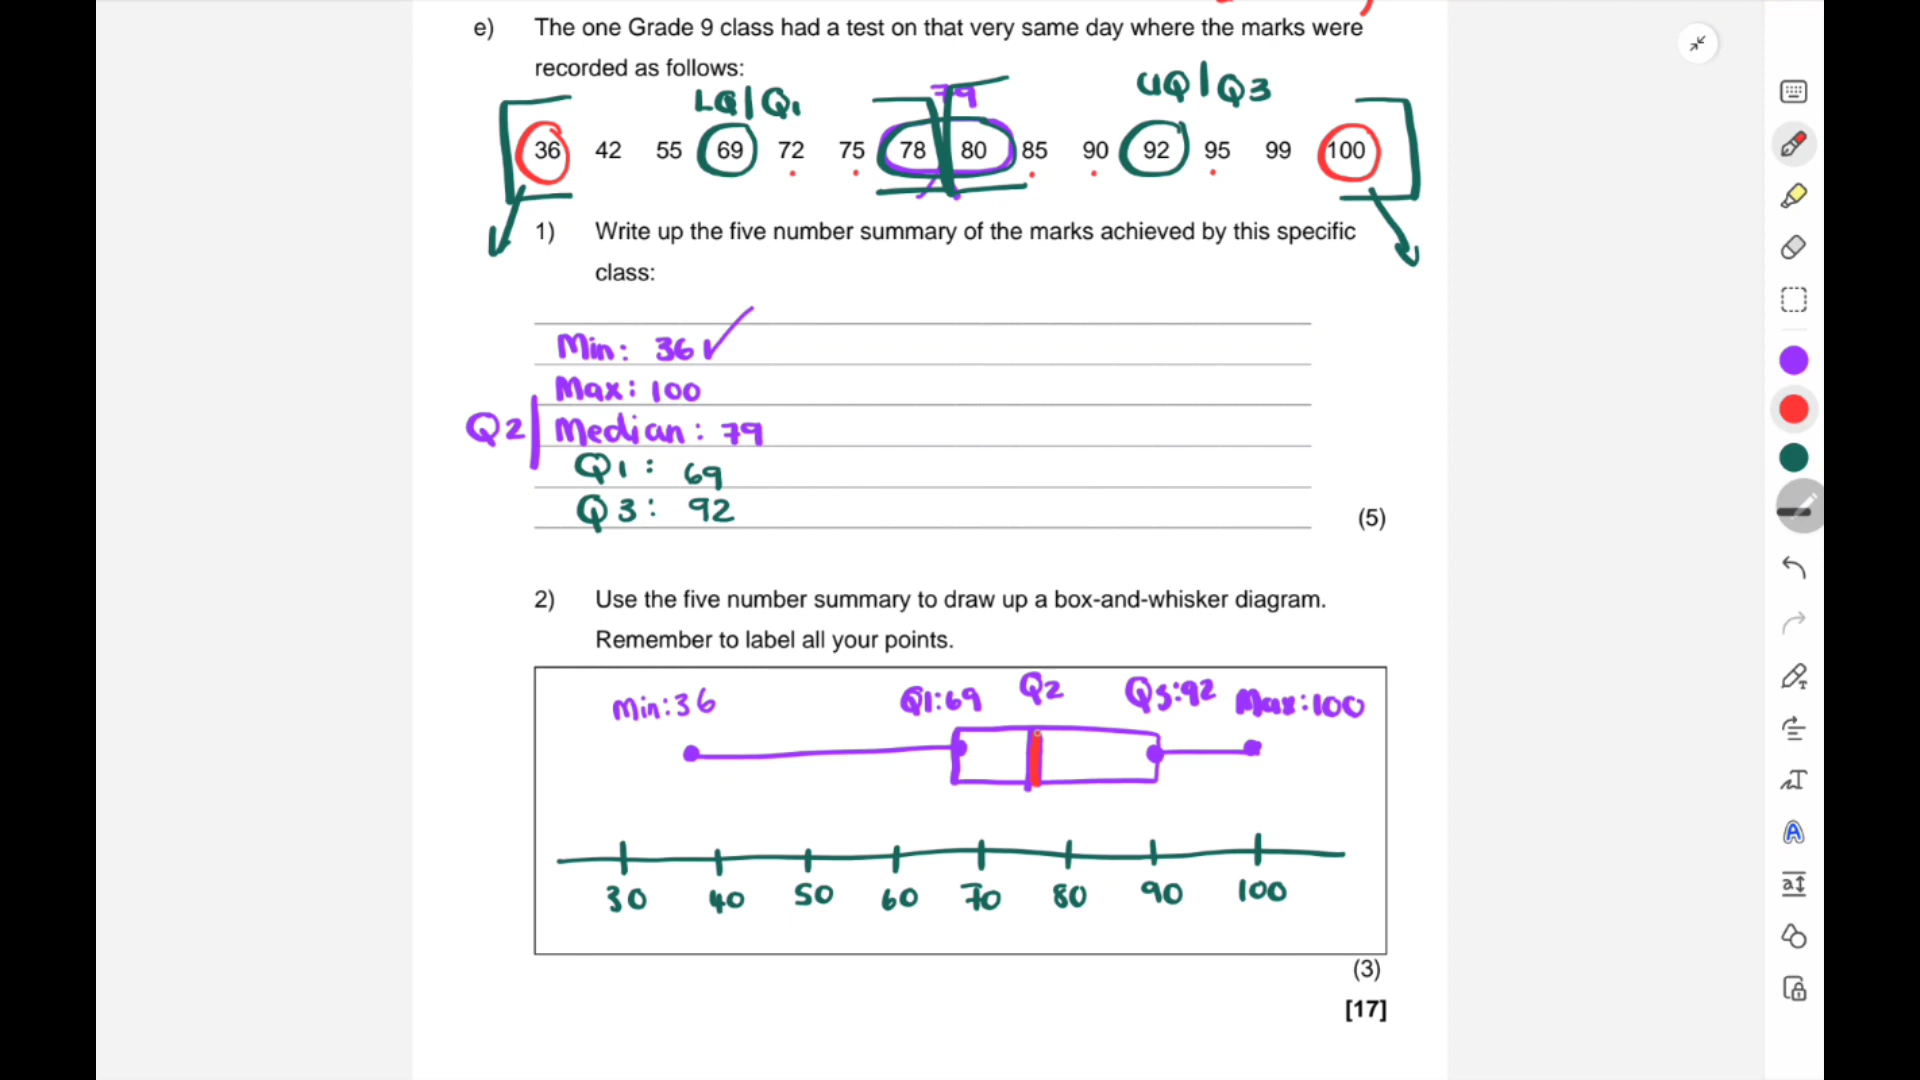 e) The one Grade 9 class had a test on that very same day where the marks were
recorded as follows:
LQ|Q1 79 UQ|Q3
36 42 55 69 72 75 78 80 85 90 92 95 99 100
1) Write up the five number summary of the marks achieved by this specific
class:
Min: 36
Max: 100
Q2 | Median: 79
Q1: 69
Q3: 92
(5)
2) Use the five number summary to draw up a box-and-whisker diagram.
Remember to label all your points.
Min:36 Q1:69 Q2 Q3:92 Max:100
30 40 50 60 70 80 90 100
(3)
[17]